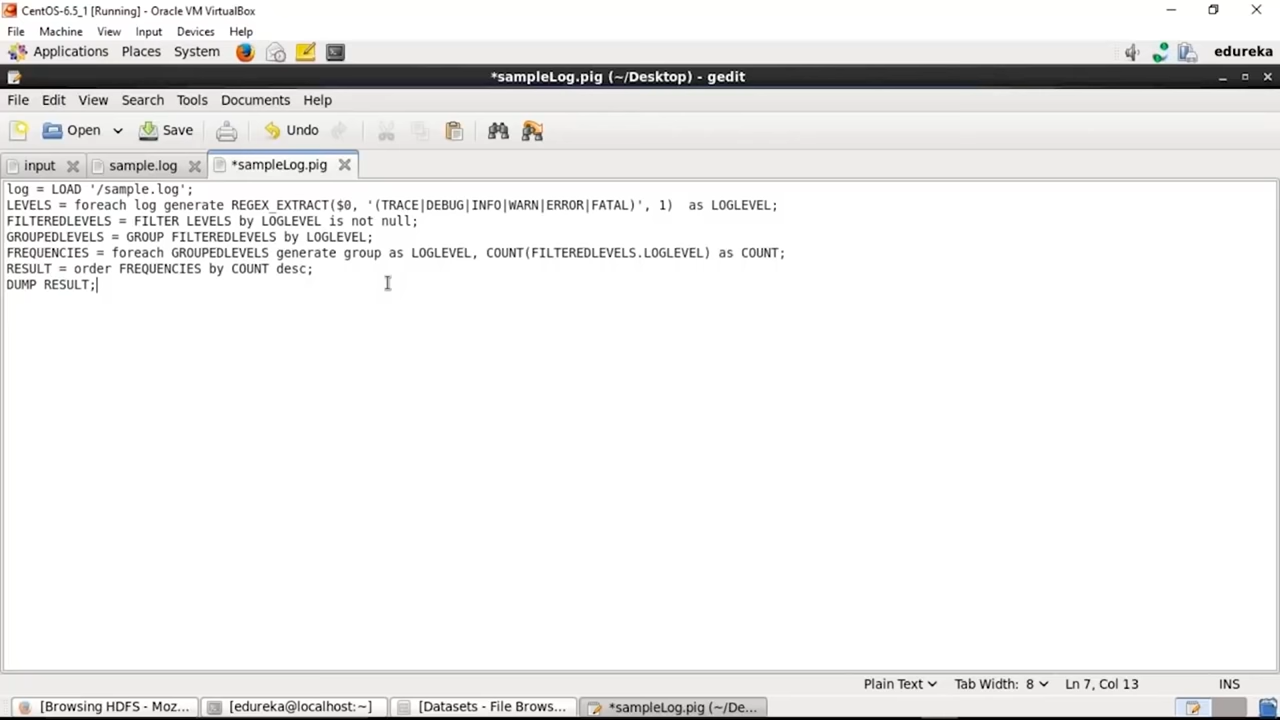 CentOS-6.5_1 [Running] - Oracle VM VirtualBox
File Machine View Input Devices Help
Applications Places System edureka
*sampleLog.pig (~/Desktop) - gedit
File Edit View Search Tools Documents Help
Open Save Undo
input sample.log *sampleLog.pig
log = LOAD '/sample.log';
LEVELS = foreach log generate REGEX_EXTRACT($0, '(TRACE|DEBUG|INFO|WARN|ERROR|FATAL)', 1)  as LOGLEVEL;
FILTEREDLEVELS = FILTER LEVELS by LOGLEVEL is not null;
GROUPEDLEVELS = GROUP FILTEREDLEVELS by LOGLEVEL;
FREQUENCIES = foreach GROUPEDLEVELS generate group as LOGLEVEL, COUNT(FILTEREDLEVELS.LOGLEVEL) as COUNT;
RESULT = order FREQUENCIES by COUNT desc;
DUMP RESULT;
Plain Text Tab Width: 8 Ln 7, Col 13 INS
[Browsing HDFS - Moz... [edureka@localhost:~] [Datasets - File Brows... *sampleLog.pig (~/De...